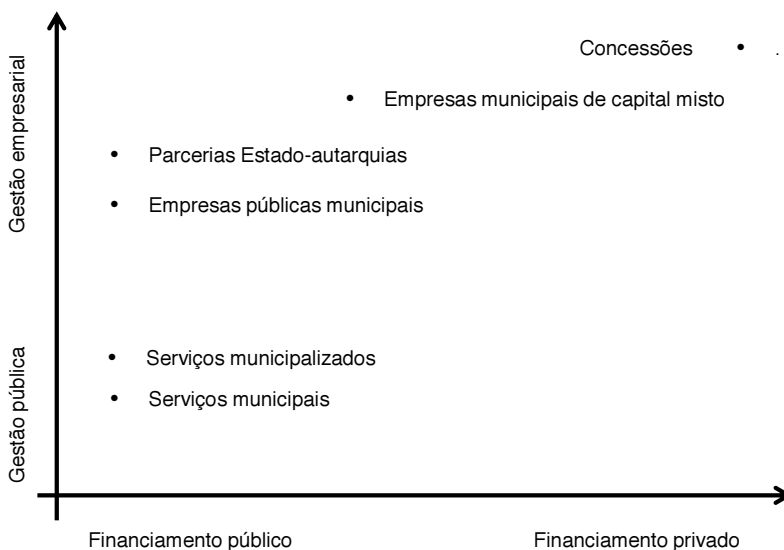 Concessões • .
• Empresas municipais de capital misto
• Parcerias Estado-autarquias
• Empresas públicas municipais
• Serviços municipalizados
• Serviços municipais
Gestão empresarial
Gestão pública
Financiamento público
Financiamento privado